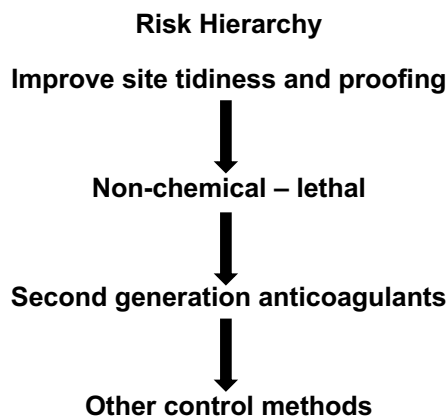 Risk Hierarchy
Improve site tidiness and proofing
Non-chemical – lethal
Second generation anticoagulants
Other control methods